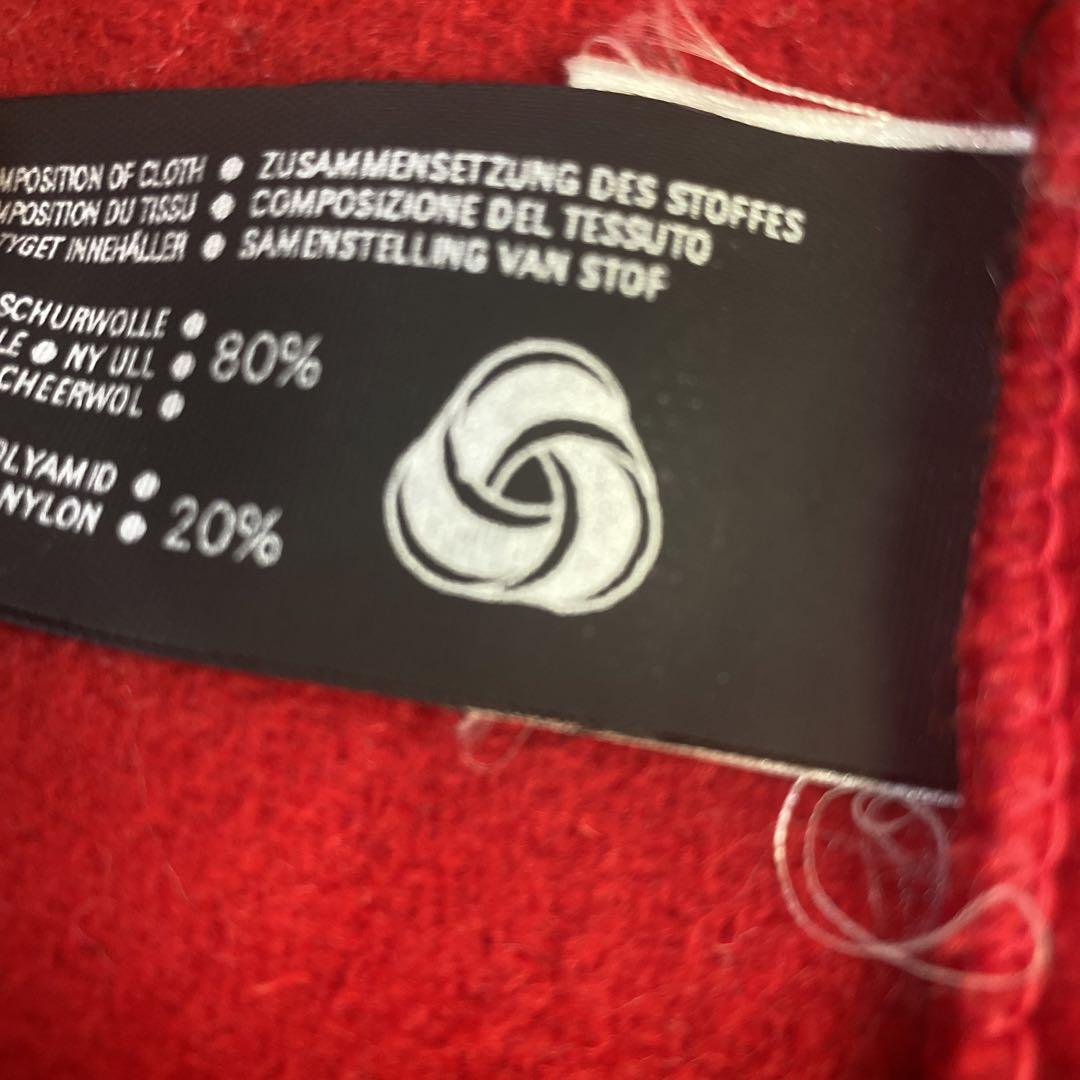 MPOSITION OF CLOTH ● ZUSAMMENSETZUNG DES STOFFES
MPOSITION DU TISSU ● COMPOSIZIONE DEL TESSUTO
TYGET INNEHÅLLER ● SAMENSTELLING VAN STOF
SCHURWOLLE ●
LE ● NY ULL ● 80%
CHEERWOL ●
LYAMID ●
NYLON ● 20%